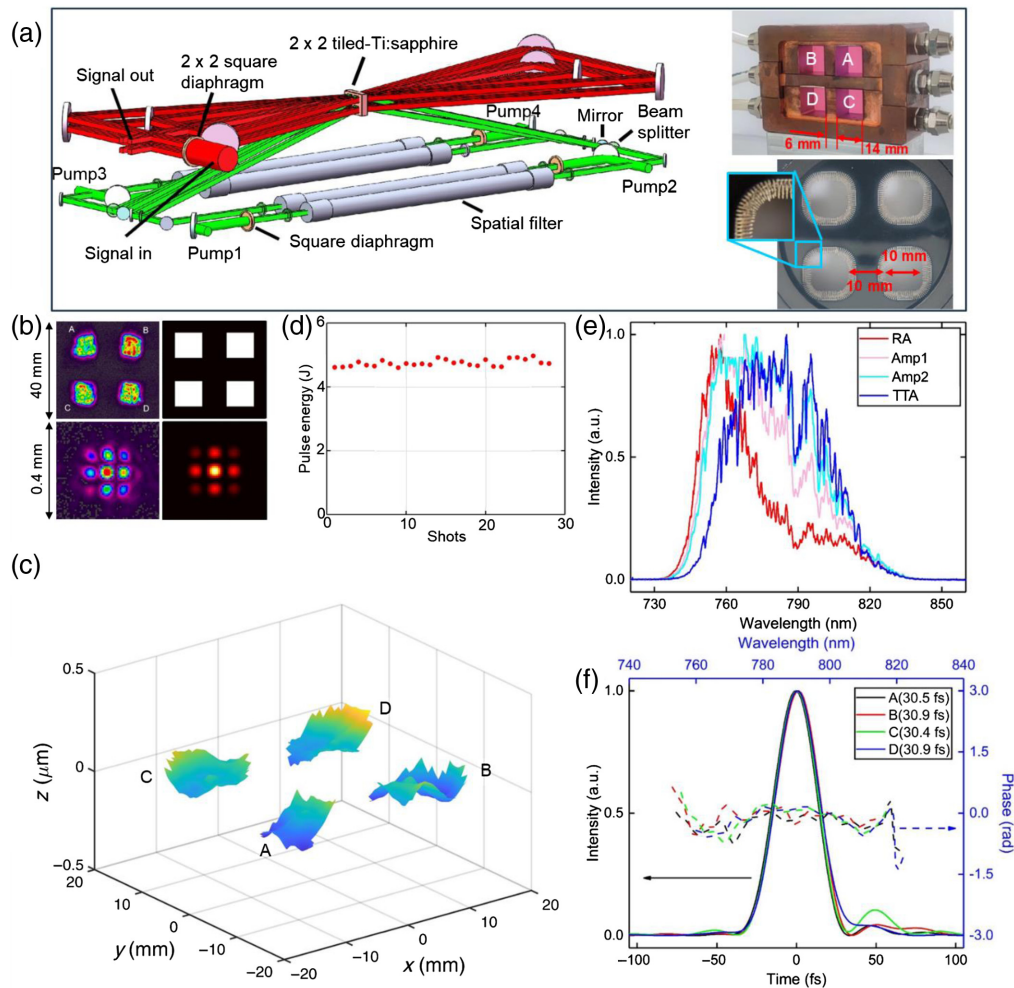 (a)
2 x 2 tiled-Ti:sapphire
2 x 2 square
diaphragm
Signal out
Pump4
Mirror
Beam
splitter
Pump3
Pump2
Spatial filter
Square diaphragm
Signal in
Pump1
B A
D C
6 mm
14 mm
10 mm
10 mm
(b)
40 mm
A B
C D
0.4 mm
(d)
Pulse energy (J)
6
4
2
0
0 10 20 30
Shots
(e)
Intensity (a.u.)
1.0
0.5
0.0
RA
Amp1
Amp2
TTA
730 760 790 820 850
Wavelength (nm)
(c)
z (μm)
0.5
0
−0.5
C
D
B
A
20
10
0
−10
−20
y (mm)
−20
−10
0
10
20
x (mm)
Wavelength (nm)
740 760 780 800 820 840
(f)
Intensity (a.u.)
1.0
0.5
0.0
A(30.5 fs)
B(30.9 fs)
C(30.4 fs)
D(30.9 fs)
3.0
1.5
0.0
-1.5
-3.0
Phase (rad)
−100 −50 0 50 100
Time (fs)